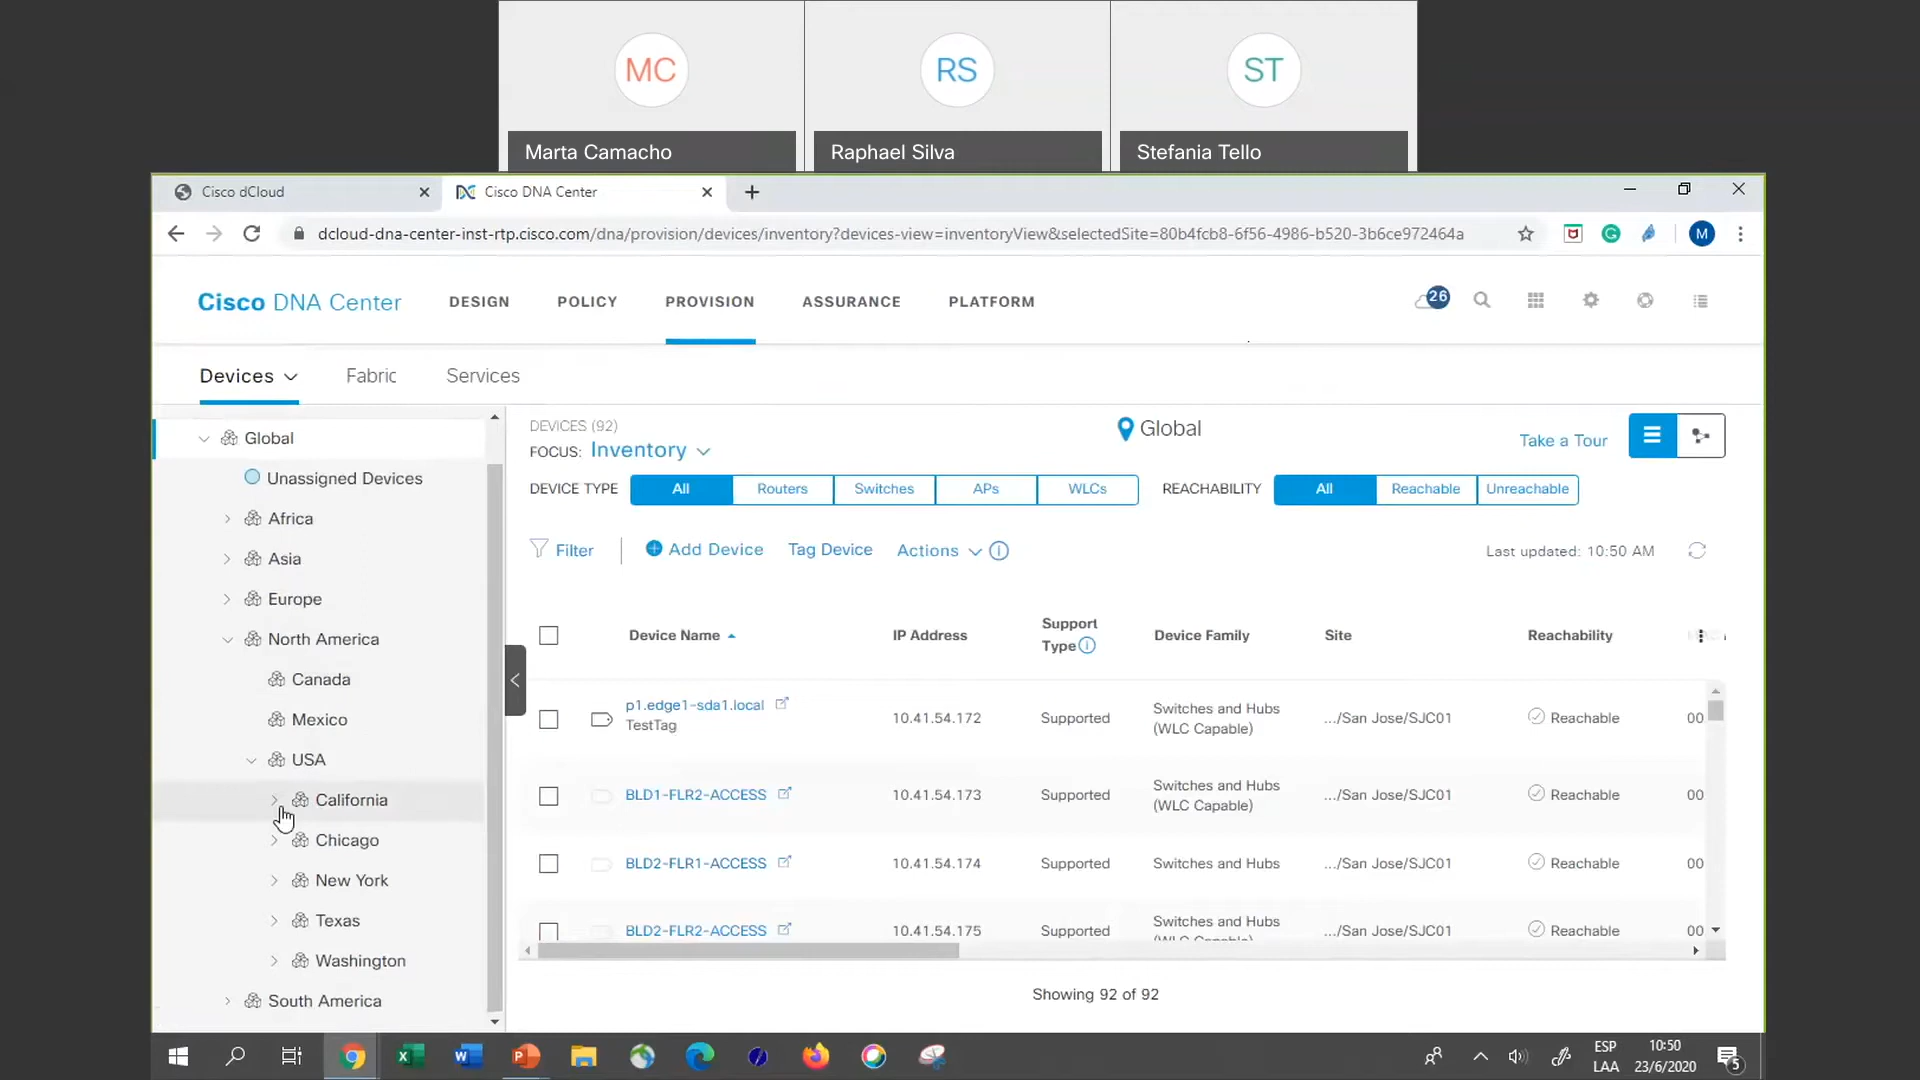 MC
RS
ST
Marta Camacho
Raphael Silva
Stefania Tello
Cisco dCloud
Cisco DNA Center
dcloud-dna-center-inst-rtp.cisco.com/dna/provision/devices/inventory?devices-view=inventoryView&selectedSite=80b4fcb8-6f56-4986-b520-3b6ce972464a
M
Cisco DNA Center
DESIGN
POLICY
PROVISION
ASSURANCE
PLATFORM
26
Devices
Fabric
Services
Global
Unassigned Devices
Africa
Asia
Europe
North America
Canada
Mexico
USA
California
Chicago
New York
Texas
Washington
South America
DEVICES (92)
FOCUS: Inventory
Global
Take a Tour
DEVICE TYPE All Routers Switches APs WLCs REACHABILITY All Reachable Unreachable
Filter Add Device Tag Device Actions
Last updated: 10:50 AM
Device Name IP Address Support Type Device Family Site Reachability
p1.edge1-sda1.local
TestTag
10.41.54.172 Supported Switches and Hubs (WLC Capable) .../San Jose/SJC01 Reachable 00
BLD1-FLR2-ACCESS 10.41.54.173 Supported Switches and Hubs (WLC Capable) .../San Jose/SJC01 Reachable 00
BLD2-FLR1-ACCESS 10.41.54.174 Supported Switches and Hubs .../San Jose/SJC01 Reachable 00
BLD2-FLR2-ACCESS 10.41.54.175 Supported Switches and Hubs (WLC Capable) .../San Jose/SJC01 Reachable 00
Showing 92 of 92
ESP
LAA
10:50
23/6/2020
5